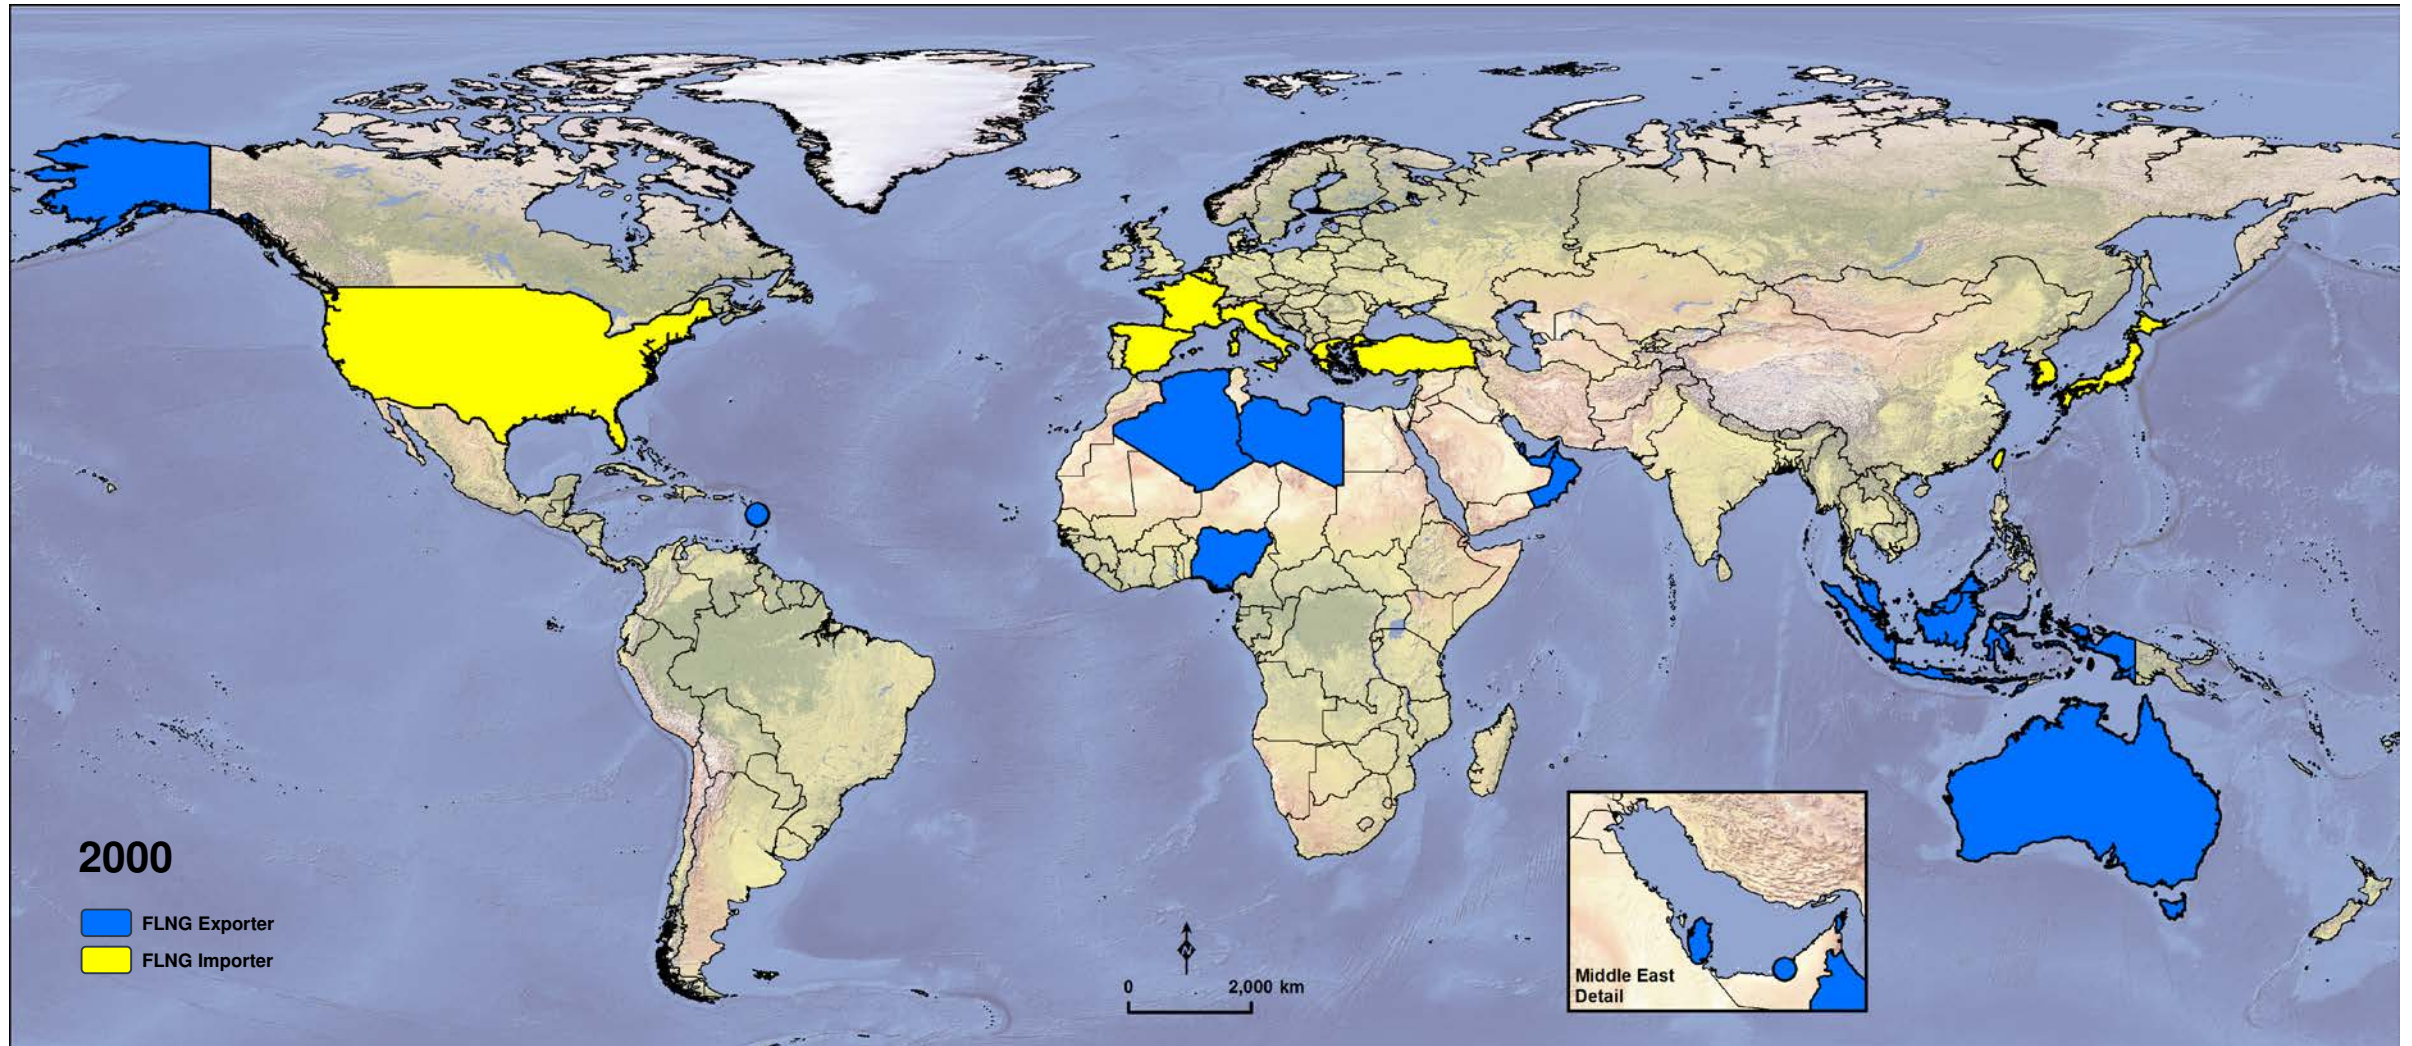 2000
FLNG Exporter
FLNG Importer
N
0 2,000 km
Middle East
Detail